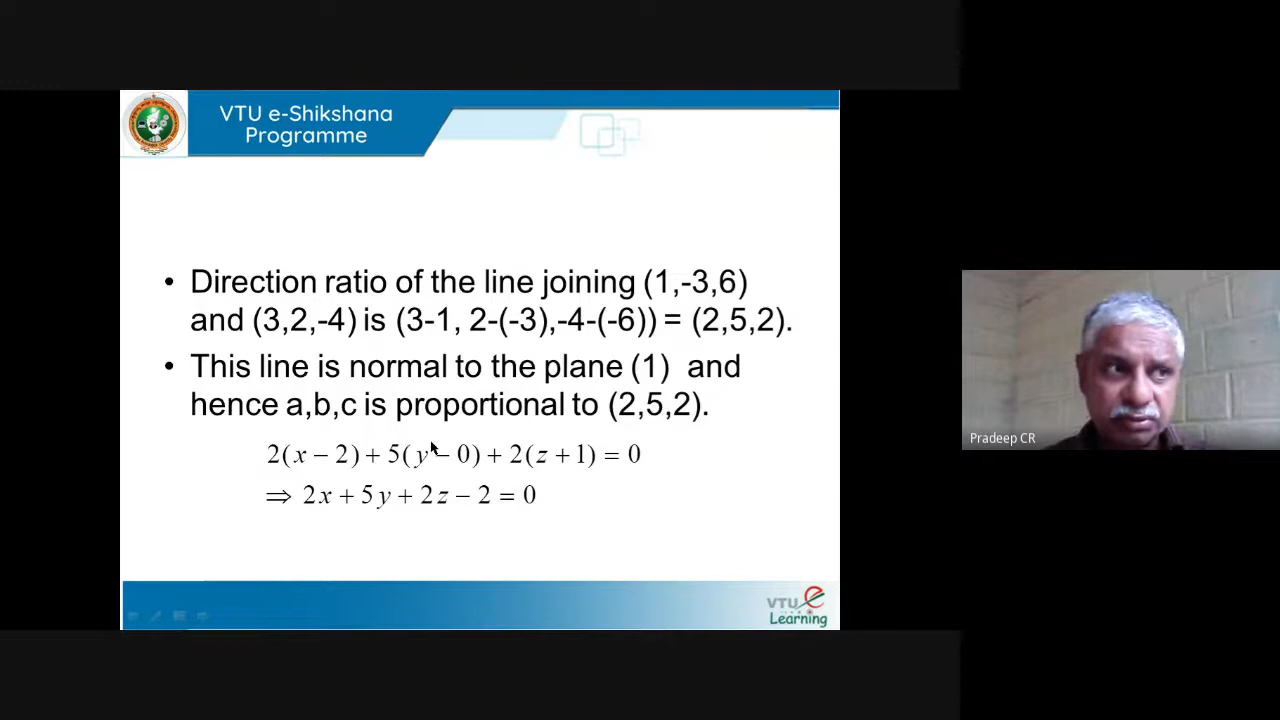 VTU e-Shikshana
Programme
• Direction ratio of the line joining (1,-3,6)
and (3,2,-4) is (3-1, 2-(-3),-4-(-6)) = (2,5,2).
• This line is normal to the plane (1) and
hence a,b,c is proportional to (2,5,2).
2(x − 2) + 5(y − 0) + 2(z + 1) = 0
⇒ 2x + 5y + 2z − 2 = 0
VTU e
Learning
Pradeep CR